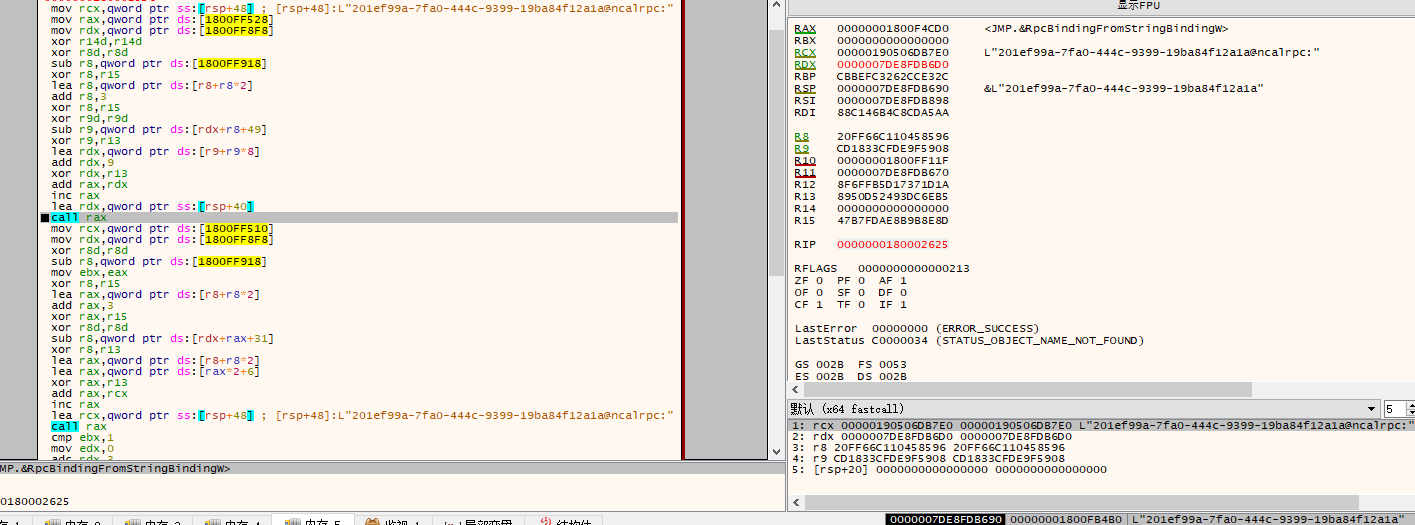 mov rcx,qword ptr ss:[rsp+48] ; [rsp+48]:L"201ef99a-7fa0-444c-9399-19ba84f12a1a@ncalrpc:"
mov rax,qword ptr ds:[1800FF528]
mov rdx,qword ptr ds:[1800FF8F8]
xor r14d,r14d
xor r8d,r8d
sub r8,qword ptr ds:[1800FF918]
xor r8,r15
lea r8,qword ptr ds:[r8+r8*2]
add r8,3
xor r8,r15
xor r9d,r9d
sub r9,qword ptr ds:[rdx+r8+49]
xor r9,r13
lea rdx,qword ptr ds:[r9+r9*8]
add rdx,9
xor rdx,r13
add rax,rdx
inc rax
lea rdx,qword ptr ss:[rsp+40]
call rax
mov rcx,qword ptr ds:[1800FF510]
mov rdx,qword ptr ds:[1800FF8F8]
xor r8d,r8d
sub r8,qword ptr ds:[1800FF918]
mov ebx,eax
xor r8,r15
lea rax,qword ptr ds:[r8+r8*2]
add rax,3
xor rax,r15
xor r8d,r8d
sub r8,qword ptr ds:[rdx+rax+31]
xor r8,r13
lea rax,qword ptr ds:[r8+r8*2]
lea rax,qword ptr ds:[rax*2+6]
xor rax,r13
add rax,rcx
inc rax
lea rcx,qword ptr ss:[rsp+48] ; [rsp+48]:L"201ef99a-7fa0-444c-9399-19ba84f12a1a@ncalrpc:"
call rax
cmp ebx,1
mov edx,0
adc rdx,3
MP.&RpcBindingFromStringBindingW>
0180002625
显示FPU
RAX 00000001800F4CD0 <JMP.&RpcBindingFromStringBindingW>
RBX 0000000000000000
RCX 00000190506DB7E0 L"201ef99a-7fa0-444c-9399-19ba84f12a1a@ncalrpc:"
RDX 0000007DE8FDB6D0
RBP CBBEFC3262CCE32C
RSP 0000007DE8FDB690 &L"201ef99a-7fa0-444c-9399-19ba84f12a1a"
RSI 0000007DE8FDB898
RDI 88C146B4C8CDA5AA
R8 20FF66C110458596
R9 CD1833CFDE9F5908
R10 00000001800FF11F
R11 0000007DE8FDB670
R12 8F6FFB5D17371D1A
R13 8950D52493DC6EB5
R14 0000000000000000
R15 47B7FDAE8B9B8E8D
RIP 0000000180002625
RFLAGS 0000000000000213
ZF 0 PF 0 AF 1
OF 0 SF 0 DF 0
CF 1 TF 0 IF 1
LastError 00000000 (ERROR_SUCCESS)
LastStatus C0000034 (STATUS_OBJECT_NAME_NOT_FOUND)
GS 002B FS 0053
ES 002B DS 002B
默认 (x64 fastcall) 5
1: rcx 00000190506DB7E0 00000190506DB7E0 L"201ef99a-7fa0-444c-9399-19ba84f12a1a@ncalrpc:"
2: rdx 0000007DE8FDB6D0 0000007DE8FDB6D0
3: r8 20FF66C110458596 20FF66C110458596
4: r9 CD1833CFDE9F5908 CD1833CFDE9F5908
5: [rsp+20] 0000000000000000 0000000000000000
0000007DE8FDB690 00000001800FB4B0 L"201ef99a-7fa0-444c-9399-19ba84f12a1a"